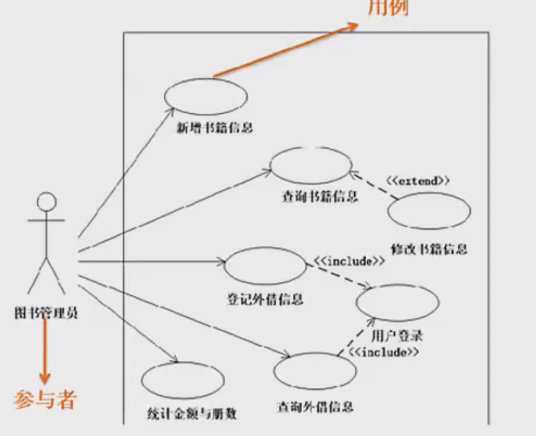 用例
新增书籍信息
查询书籍信息
<<extend>>
修改书籍信息
<<include>>
登记外借信息
图书管理员
用户登录
<<include>>
参与者
统计金额与册数
查询外借信息